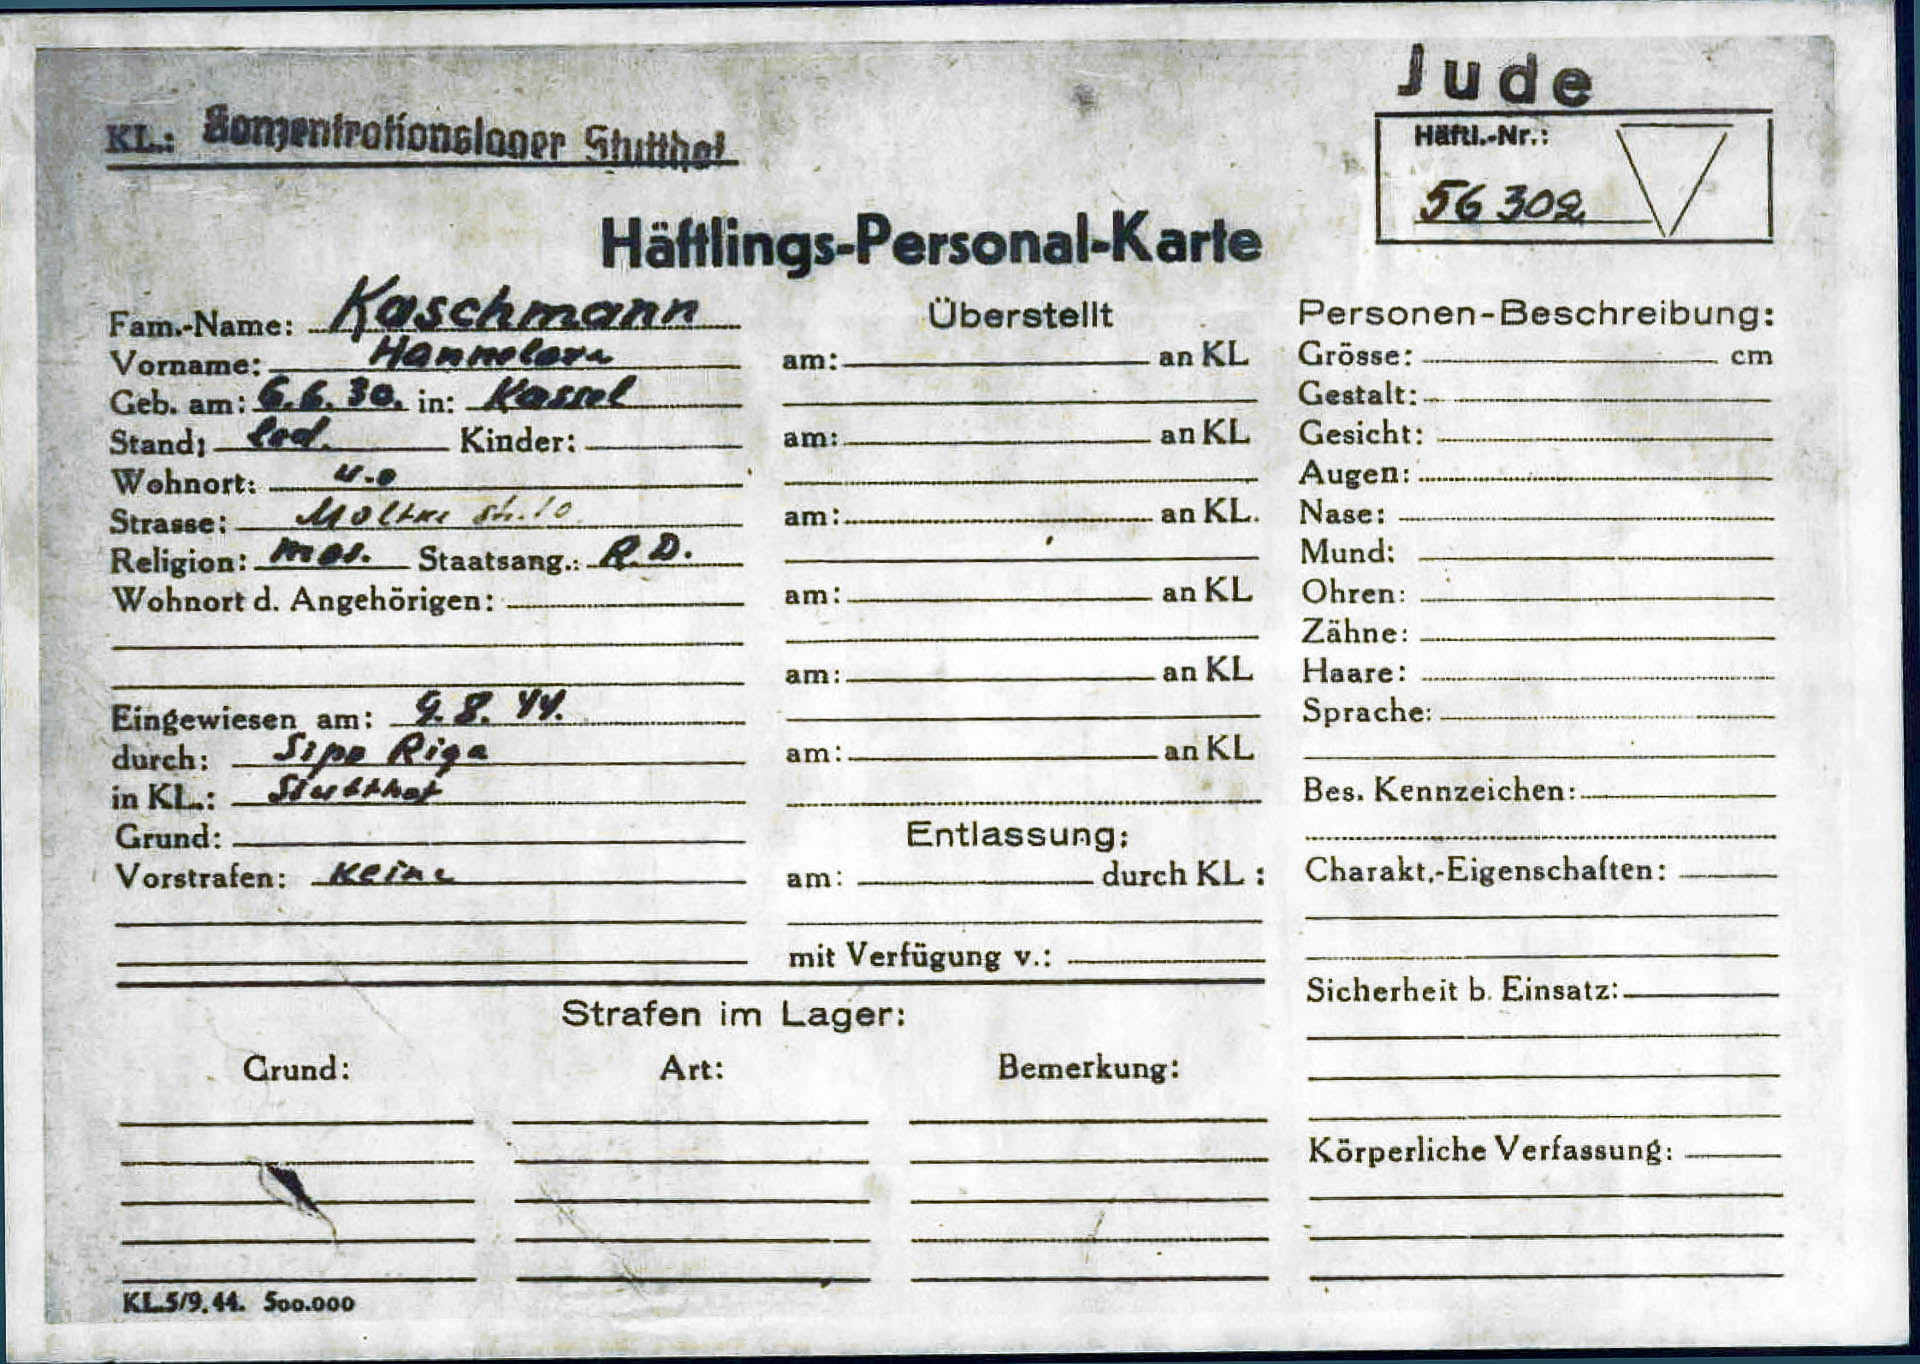 Jude
KL.: Konzentrationslager Stutthof
Häftl.-Nr.:
56 302
Häftlings-Personal-Karte
Fam.-Name: Kaschmann
Vorname: Hannelore
Geb. am: 6.6.30. in: Kassel
Stand: led. Kinder:
Wohnort: u.o
Strasse: Moltke str. 10
Religion: mos. Staatsang.: R.D.
Wohnort d. Angehörigen:
Eingewiesen am: 9.8.44.
durch: Sipo Riga
in KL.: Stutthof
Grund:
Vorstrafen: Keine
Überstellt
am: an KL
am: an KL
am: an KL.
am: an KL
am: an KL
am: an KL
Entlassung:
am: durch KL :
mit Verfügung v.:
Personen-Beschreibung:
Grösse: cm
Gestalt:
Gesicht:
Augen:
Nase:
Mund:
Ohren:
Zähne:
Haare:
Sprache:
Bes. Kennzeichen:
Charakt.-Eigenschaften:
Sicherheit b. Einsatz:
Körperliche Verfassung:
Strafen im Lager:
Grund: Art: Bemerkung:
KL.5/9.44. 500.000